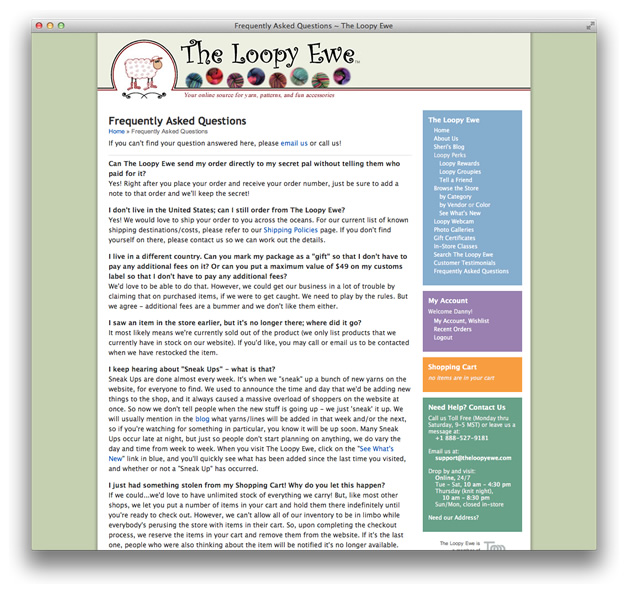 Frequently Asked Questions – The Loopy Ewe
The Loopy Ewe™
Your online source for yarn, patterns, and fun accessories
Frequently Asked Questions
Home » Frequently Asked Questions
If you can't find your question answered here, please email us or call us!
Can The Loopy Ewe send my order directly to my secret pal without telling them who
paid for it?
Yes! Right after you place your order and receive your order number, just be sure to add a
note to that order and we'll keep the secret!
I don't live in the United States; can I still order from The Loopy Ewe?
Yes! We would love to ship your order to you across the oceans. For our current list of known
shipping destinations/costs, please refer to our Shipping Policies page. If you don't find
yourself on there, please contact us so we can work out the details.
I live in a different country. Can you mark my package as a "gift" so that I don't have to
pay any additional fees on it? Or can you put a maximum value of $49 on my customs
label so that I don't have to pay any additional fees?
We'd love to be able to do that. However, we could get our business in a lot of trouble by
claiming that on purchased items, if we were to get caught. We need to play by the rules. But
we agree – additional fees are a bummer and we don't like them either.
I saw an item in the store earlier, but it's no longer there; where did it go?
It most likely means we're currently sold out of the product (we only list products that we
currently have in stock on our website). If you'd like, you may call or email us to be contacted
when we have restocked the item.
I keep hearing about "Sneak Ups" – what is that?
Sneak Ups are done almost every week. It's when we "sneak" up a bunch of new yarns on the
website, for everyone to find. We used to announce the time and day that we'd be adding new
things to the shop, and it always caused a massive overload of shoppers on the website at
once. So now we don't tell people when the new stuff is going up – we just 'sneak' it up. We
will usually mention in the blog what yarns/lines will be added in that week and/or the next,
so if you're watching for something in particular, you know it will be up soon. Many Sneak
Ups occur late at night, but just so people don't start planning on anything, we do vary the
day and time from week to week. When you visit The Loopy Ewe, click on the "See What's
New" link in blue, and you'll quickly see what has been added since the last time you visited,
and whether or not a "Sneak Up" has occurred.
I just had something stolen from my Shopping Cart! Why do you let this happen?
If we could...we'd love to have unlimited stock of everything we carry! But, like most other
shops, we let you put a number of items in your cart and hold them there indefinitely until
you're ready to check out. However, we can't allow all of our inventory to be in limbo while
everybody's perusing the store with items in their cart. So, upon completing the checkout
process, we reserve the items in your cart and remove them from the website. If it's the last
one, people who were also thinking about the item will be notified it's no longer available.
The Loopy Ewe
Home
About Us
Sheri's Blog
Loopy Perks
Loopy Rewards
Loopy Groupies
Tell a Friend
Browse the Store
by Category
by Vendor or Color
See What's New
Loopy Webcam
Photo Galleries
Gift Certificates
In-Store Classes
Search The Loopy Ewe
Customer Testimonials
Frequently Asked Questions
My Account
Welcome Danny!
My Account, Wishlist
Recent Orders
Logout
Shopping Cart
no items are in your cart
Need Help? Contact Us
Call us Toll Free (Monday thru
Saturday, 9–5 MST) or leave us a
message at:
+1 888-527-9181
Email us at:
support@theloopyewe.com
Drop by and visit:
Online, 24/7
Tue - Sat, 10 am - 4:30 pm
Thursday (knit night),
10 am - 8:30 pm
Sun/Mon, closed in-store
Need our Address?
The Loopy Ewe is
a member of